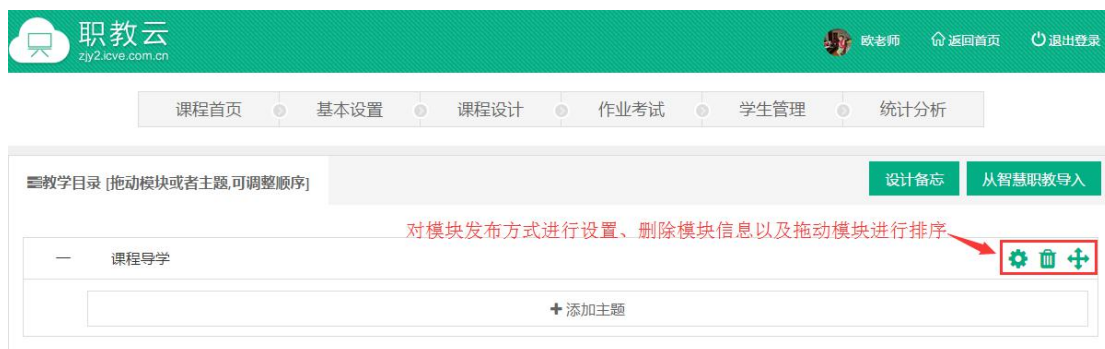 职教云
zjy2.icve.com.cn
欧老师 返回首页 退出登录
课程首页 基本设置 课程设计 作业考试 学生管理 统计分析
教学目录 [拖动模块或者主题,可调整顺序]
设计备忘 从智慧职教导入
对模块发布方式进行设置、删除模块信息以及拖动模块进行排序
课程导学
添加主题